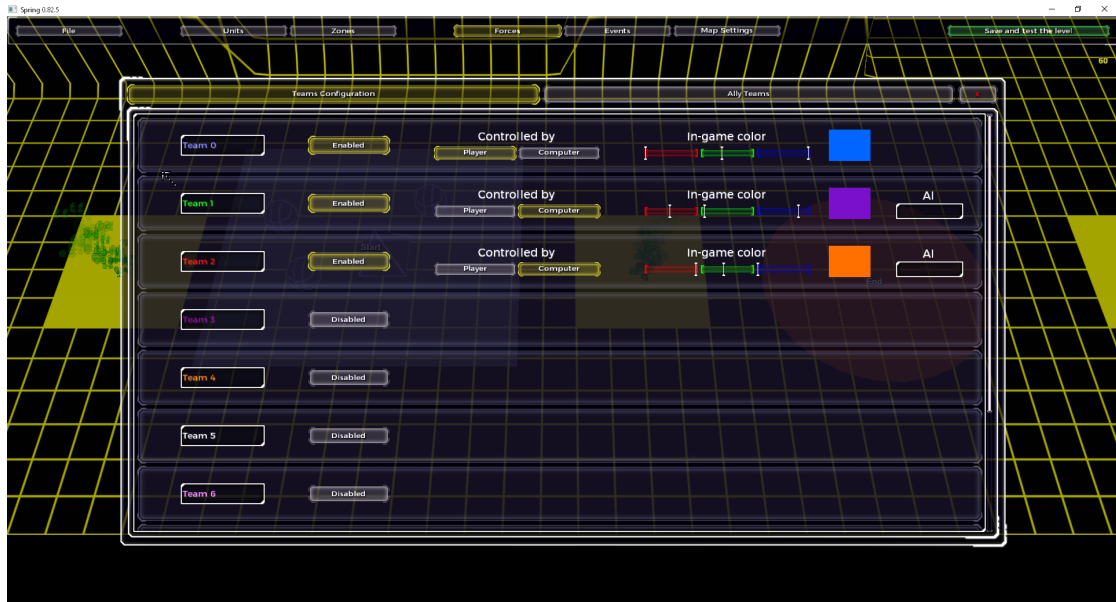 Spring 0.82.5
File Units Zones Forces Events Map Settings Save and test the level
60
Teams Configuration Ally Teams
Controlled by In-game color
Team 0 Enabled Player Computer
Controlled by In-game color AI
Team 1 Enabled Player Computer
Start
Controlled by In-game color AI
Team 2 Enabled Player Computer
End
Team 3 Disabled
Team 4 Disabled
Team 5 Disabled
Team 6 Disabled